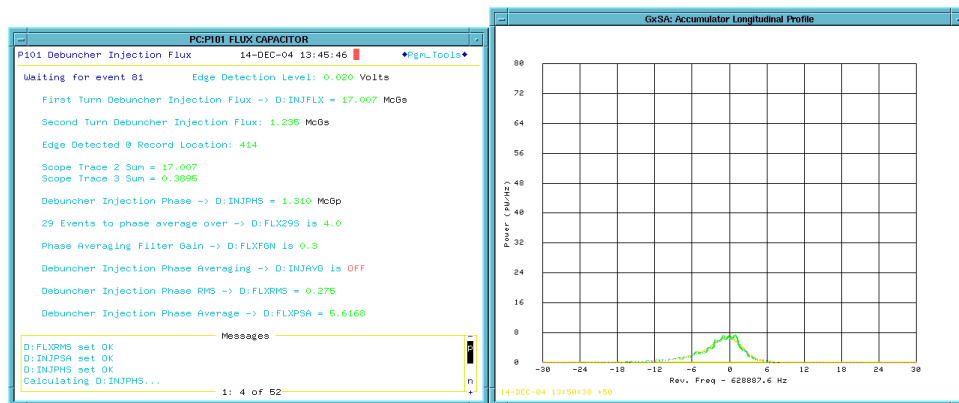 PC:P101 FLUX CAPACITOR
P101 Debuncher Injection Flux 14-DEC-04 13:45:46 ◆Pgm_Tools◆
Waiting for event 81 Edge Detection Level: 0.020 Volts
First Turn Debuncher Injection Flux -> D:INJFLX = 17.007 McGs
Second Turn Debuncher Injection Flux: 1.235 McGs
Edge Detected @ Record Location: 414
Scope Trace 2 Sum = 17.007
Scope Trace 3 Sum = 0.3895
Debuncher Injection Phase -> D:INJPHS = 1.310 McGp
29 Events to phase average over -> D:FLX29S is 4.0
Phase Averaging Filter Gain -> D:FLXFGN is 0.3
Debuncher Injection Phase Averaging -> D:INJAVG is OFF
Debuncher Injection Phase RMS -> D:FLXRMS = 0.275
Debuncher Injection Phase Average -> D:FLXPSA = 5.6168
Messages
D:FLXRMS set OK
D:INJPSA set OK
D:INJPHS set OK
Calculating D:INJPHS...
p
n
1: 4 of 52
GxSA: Accumulator Longitudinal Profile
80
72
64
56
48
40
32
24
16
8
0
Power (pW/Hz)
-30 -24 -18 -12 -6 0 6 12 18 24 30
Rev. Freq - 628887.6 Hz
14-DEC-04 13:50:30 +50